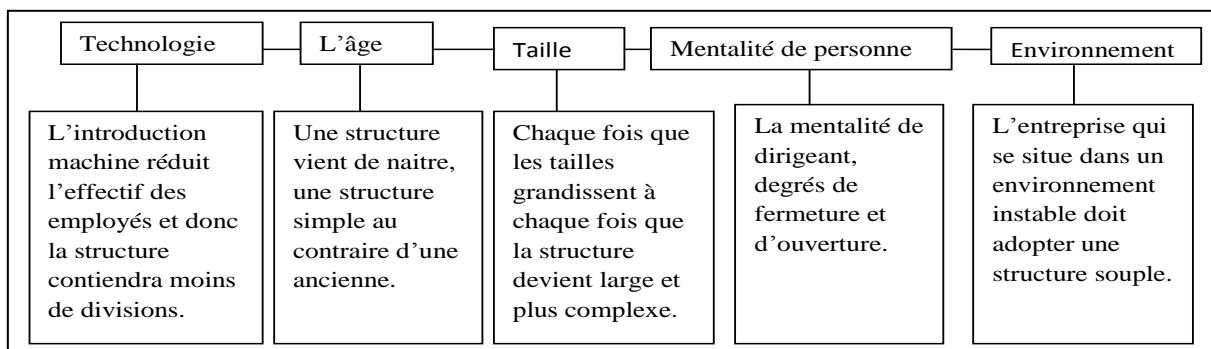 Technologie
L’âge
Taille
Mentalité de personne
Environnement
L’introduction
machine réduit
l’effectif des
employés et donc
la structure
contiendra moins
de divisions.
Une structure
vient de naitre,
une structure
simple au
contraire d’une
ancienne.
Chaque fois que
les tailles
grandissent à
chaque fois que
la structure
devient large et
plus complexe.
La mentalité de
dirigeant,
degrés de
fermeture et
d’ouverture.
L’entreprise qui
se situe dans un
environnement
instable doit
adopter une
structure souple.